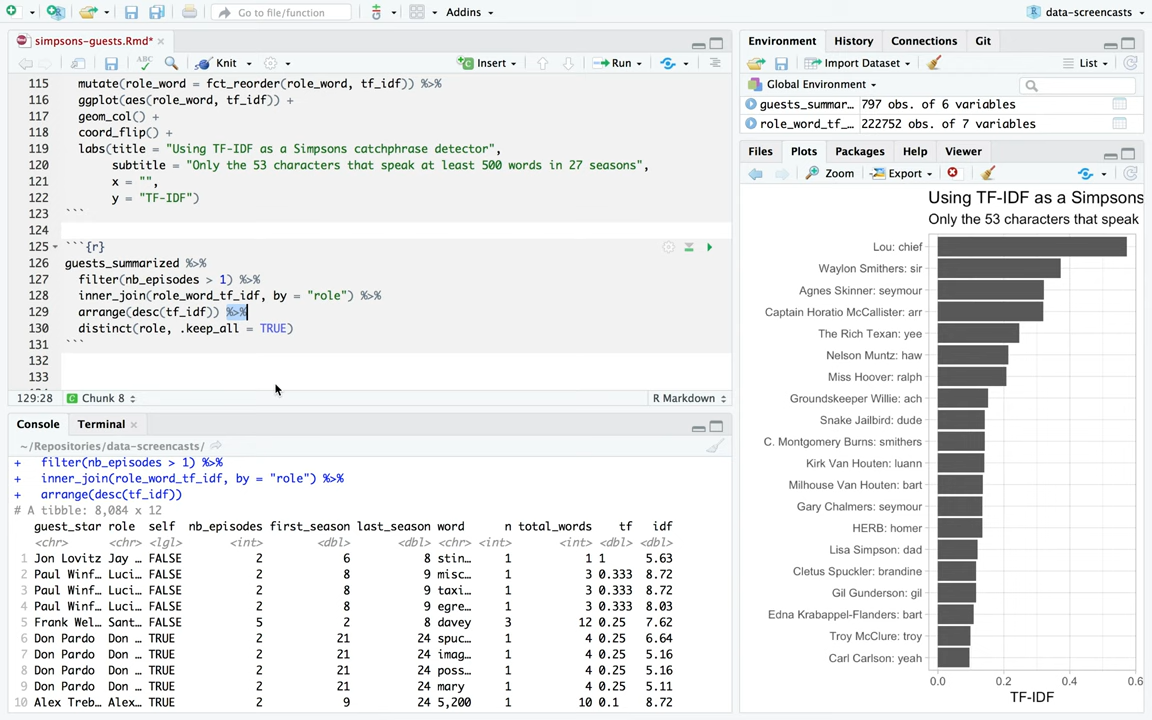 Go to file/function
Addins
data-screencasts
simpsons-guests.Rmd*
ABC
Knit
Insert
Run
115 mutate(role_word = fct_reorder(role_word, tf_idf)) %>%
116 ggplot(aes(role_word, tf_idf)) +
117 geom_col() +
118 coord_flip() +
119 labs(title = "Using TF-IDF as a Simpsons catchphrase detector",
120 subtitle = "Only the 53 characters that speak at least 500 words in 27 seasons",
121 x = "",
122 y = "TF-IDF")
123 ```
124
125 ```{r}
126 guests_summarized %>%
127 filter(nb_episodes > 1) %>%
128 inner_join(role_word_tf_idf, by = "role") %>%
129 arrange(desc(tf_idf)) %>%
130 distinct(role, .keep_all = TRUE)
131 ```
132
133
129:28 Chunk 8 R Markdown
Console Terminal
~/Repositories/data-screencasts/
+ filter(nb_episodes > 1) %>%
+ inner_join(role_word_tf_idf, by = "role") %>%
+ arrange(desc(tf_idf))
# A tibble: 8,084 x 12
guest_star role self nb_episodes first_season last_season word n total_words tf idf
<chr> <chr> <lgl> <int> <dbl> <dbl> <chr> <int> <int> <dbl> <dbl>
1 Jon Lovitz Jay … FALSE 2 6 8 stin… 1 1 1 5.63
2 Paul Winf… Luci… FALSE 2 8 9 misc… 1 3 0.333 8.72
3 Paul Winf… Luci… FALSE 2 8 9 taxi… 1 3 0.333 8.72
4 Paul Winf… Luci… FALSE 2 8 9 egre… 1 3 0.333 8.03
5 Frank Wel… Sant… FALSE 5 2 8 davey 3 12 0.25 7.62
6 Don Pardo Don … TRUE 2 21 24 spuc… 1 4 0.25 6.64
7 Don Pardo Don … TRUE 2 21 24 imag… 1 4 0.25 5.16
8 Don Pardo Don … TRUE 2 21 24 poss… 1 4 0.25 5.16
9 Don Pardo Don … TRUE 2 21 24 mary 1 4 0.25 5.11
10 Alex Treb… Alex… TRUE 2 9 24 5,200 1 10 0.1 8.72
Environment History Connections Git
Import Dataset List
Global Environment
guests_summar… 797 obs. of 6 variables
role_word_tf_… 222752 obs. of 7 variables
Files Plots Packages Help Viewer
Zoom Export
Using TF-IDF as a Simpsons
Only the 53 characters that speak
Lou: chief
Waylon Smithers: sir
Agnes Skinner: seymour
Captain Horatio McCallister: arr
The Rich Texan: yee
Nelson Muntz: haw
Miss Hoover: ralph
Groundskeeper Willie: ach
Snake Jailbird: dude
C. Montgomery Burns: smithers
Kirk Van Houten: luann
Milhouse Van Houten: bart
Gary Chalmers: seymour
HERB: homer
Lisa Simpson: dad
Cletus Spuckler: brandine
Gil Gunderson: gil
Edna Krabappel-Flanders: bart
Troy McClure: troy
Carl Carlson: yeah
0.0 0.2 0.4 0.6
TF-IDF